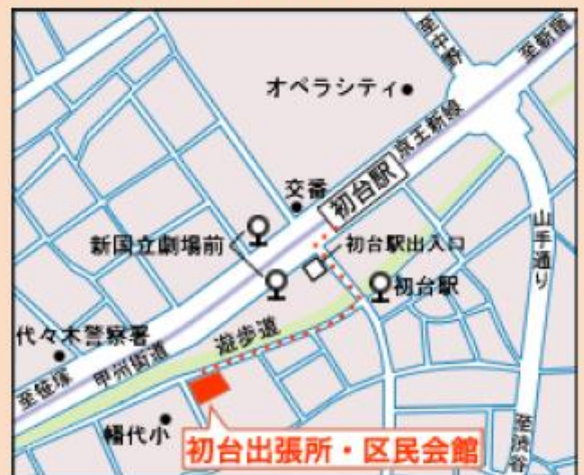 至中野
至新宿
オペラシティ
京王新線
交番
初台駅
新国立劇場前
初台駅出入口
山手通り
初台駅
代々木警察署
遊歩道
甲州街道
至笹塚
幡代小
至渋谷
初台出張所・区民会館